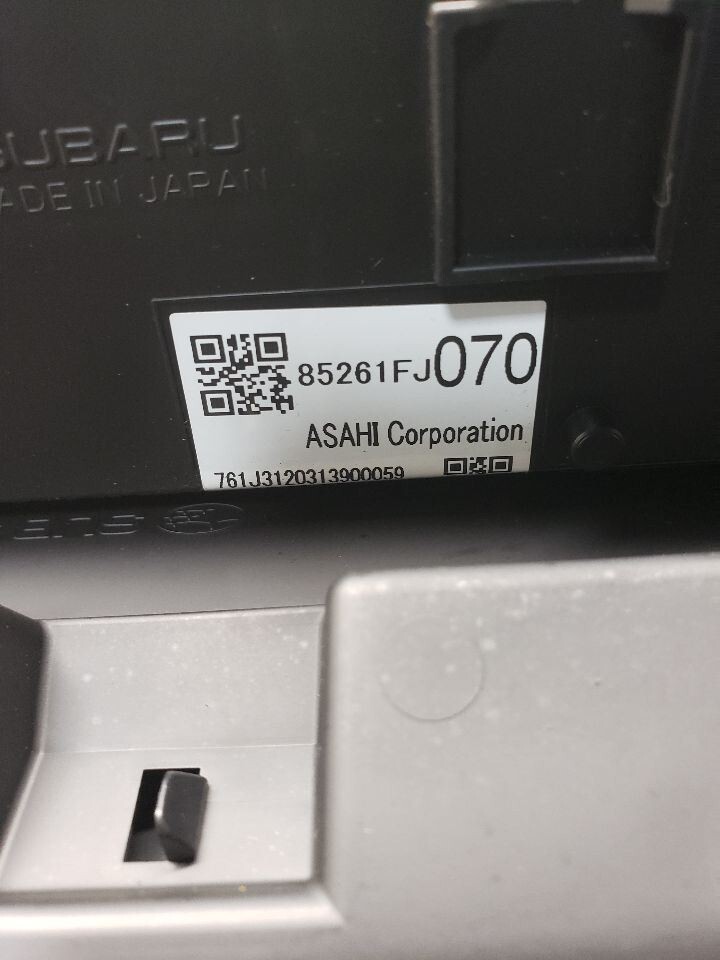 SUBARU
MADE IN JAPAN
85261FJ070
ASAHI Corporation
761J3120313900059